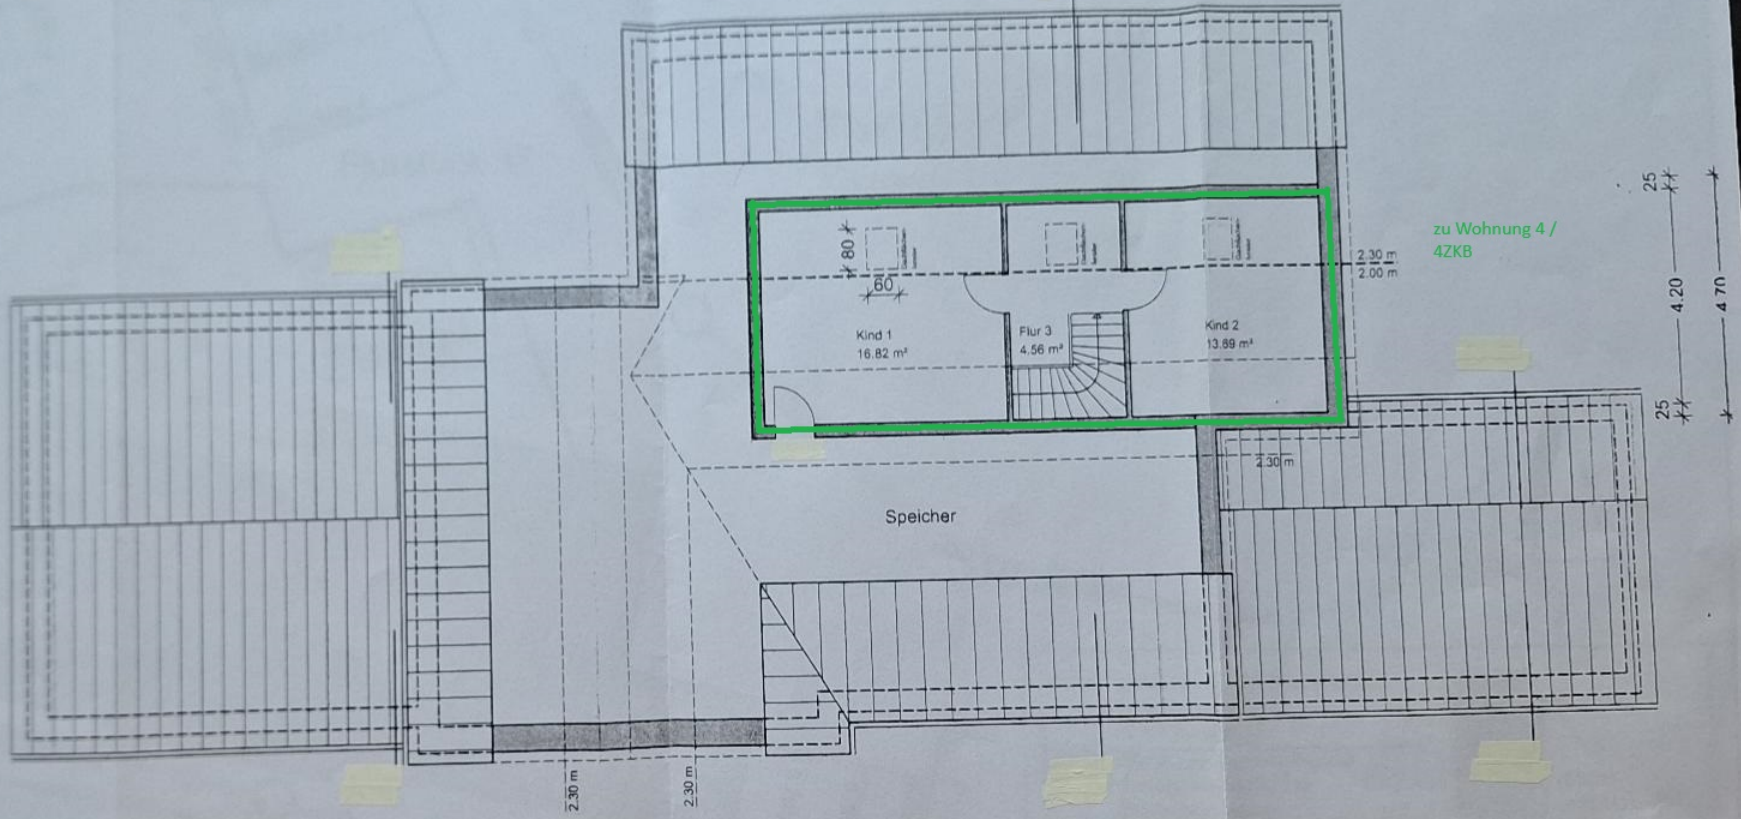 25
80
zu Wohnung 4 /
4ZKB
2.30 m
2.00 m
60
4.20
4.70
Kind 1
16.82 m²
Flur 3
4.56 m²
Kind 2
13.69 m²
25
2.30 m
Speicher
2.30 m
2.30 m